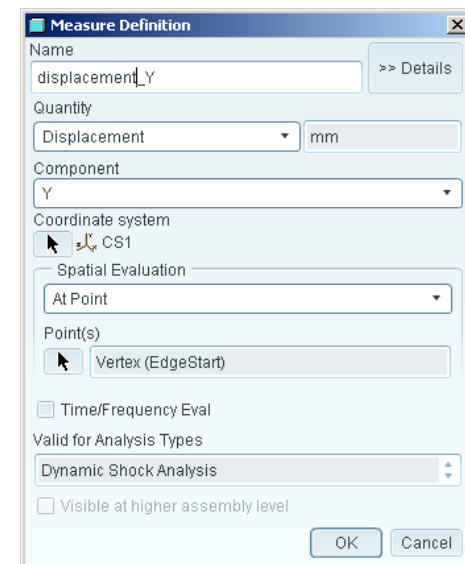 Measure Definition
Name
displacement_Y
>> Details
Quantity
Displacement
mm
Component
Y
Coordinate system
CS1
Spatial Evaluation
At Point
Point(s)
Vertex (EdgeStart)
Time/Frequency Eval
Valid for Analysis Types
Dynamic Shock Analysis
Visible at higher assembly level
OK
Cancel